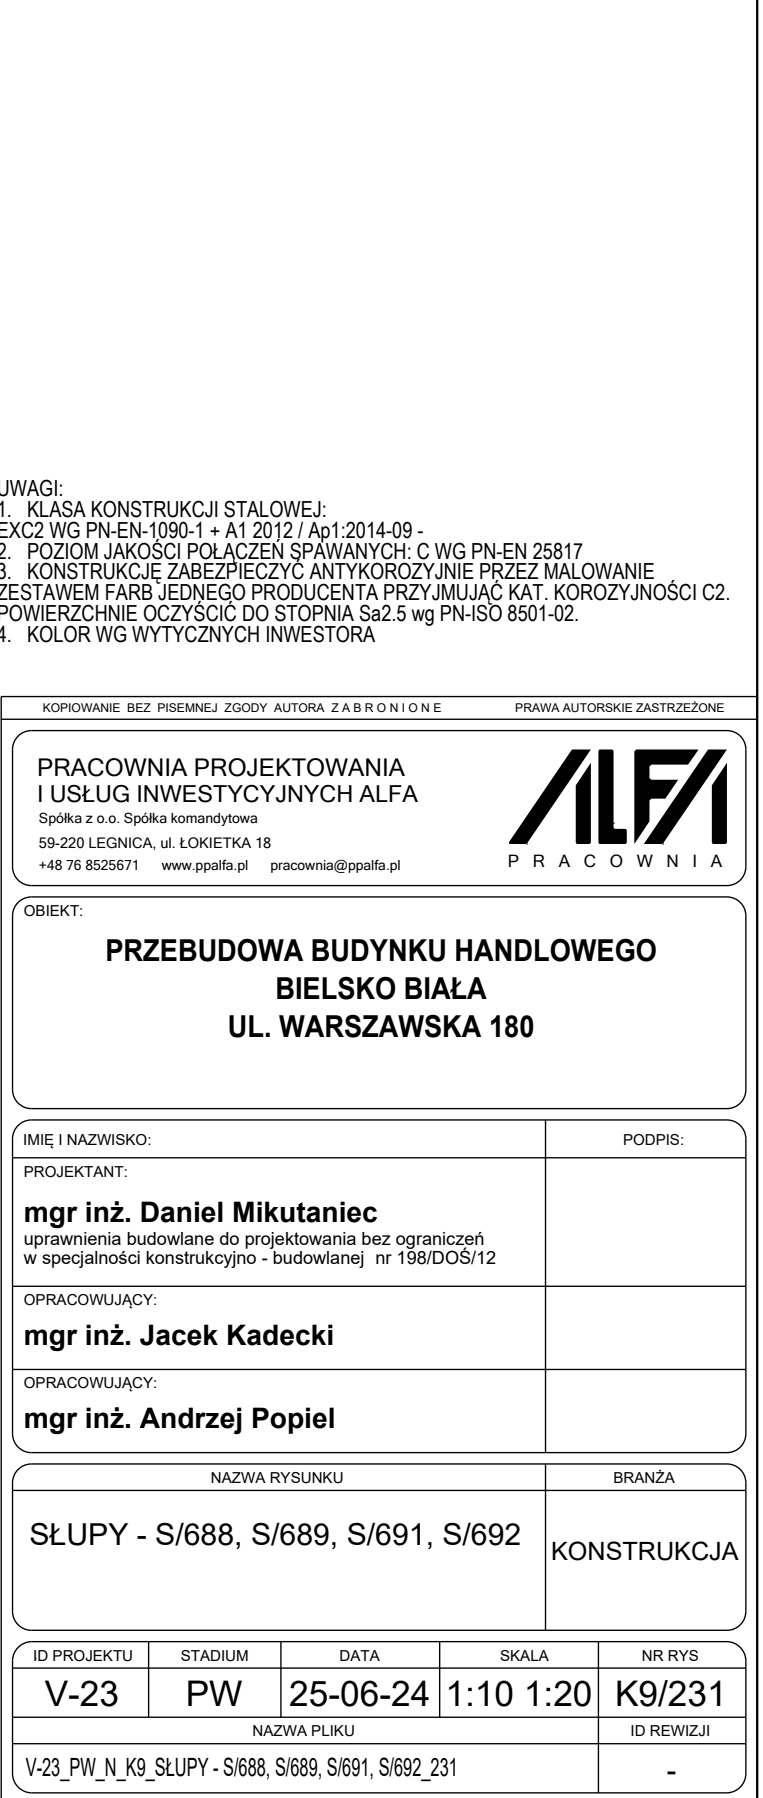 UWAGI:
1. KLASA KONSTRUKCJI STALOWEJ:
EXC2 WG PN-EN-1090-1 + A1 2012 / Ap1:2014-09 -
2. POZIOM JAKOŚCI POŁĄCZEŃ SPAWANYCH: C WG PN-EN 25817
3. KONSTRUKCJĘ ZABEZPIECZYĆ ANTYKOROZYJNIE PRZEZ MALOWANIE
ZESTAWEM FARB JEDNEGO PRODUCENTA PRZYJMUJĄĆ KAT. KOROZYJNOŚCI C2.
POWIERZCHNIE OCZYŚCIĆ DO STOPNIA Sa2.5 wg PN-ISO 8501-02.
4. KOLOR WG WYTYCZNYCH INWESTORA
KOPIOWANIE BEZ PISEMNEJ ZGODY AUTORA Z A B R O N I O N E PRAWA AUTORSKIE ZASTRZEŻONE
PRACOWNIA PROJEKTOWANIA
I USŁUG INWESTYCYJNYCH ALFA
Spółka z o.o. Spółka komandytowa
59-220 LEGNICA, ul. ŁOKIETKA 18
+48 76 8525671 www.ppalfa.pl pracownia@ppalfa.pl
ALFA
P R A C O W N I A
OBIEKT:
PRZEBUDOWA BUDYNKU HANDLOWEGO
BIELSKO BIAŁA
UL. WARSZAWSKA 180
IMIĘ I NAZWISKO: PODPIS:
PROJEKTANT:
mgr inż. Daniel Mikutaniec
uprawnienia budowlane do projektowania bez ograniczeń
w specjalności konstrukcyjno - budowlanej nr 198/DOŚ/12
OPRACOWUJĄCY:
mgr inż. Jacek Kadecki
OPRACOWUJĄCY:
mgr inż. Andrzej Popiel
NAZWA RYSUNKU BRANŻA
SŁUPY - S/688, S/689, S/691, S/692
KONSTRUKCJA
ID PROJEKTU STADIUM DATA SKALA NR RYS
V-23 PW 25-06-24 1:10 1:20 K9/231
NAZWA PLIKU ID REWIZJI
V-23_PW_N_K9_SŁUPY - S/688, S/689, S/691, S/692_231 -